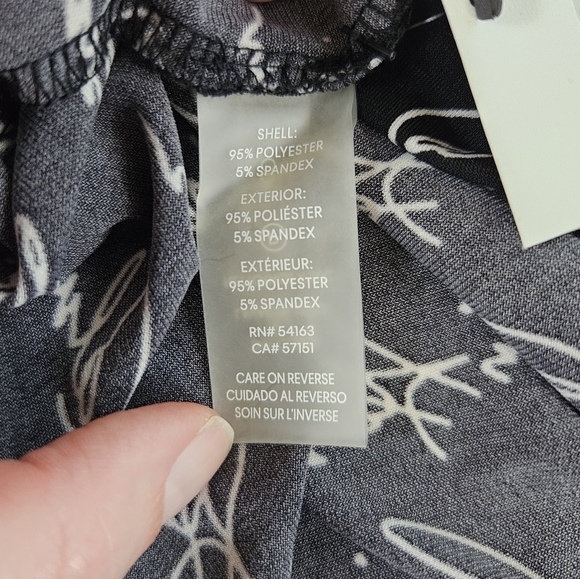 SHELL:
95% POLYESTER
5% SPANDEX
EXTERIOR:
95% POLIÉSTER
5% SPANDEX
EXTÉRIEUR:
95% POLYESTER
5% SPANDEX
RN# 54163
CA# 57151
CARE ON REVERSE
CUIDADO AL REVERSO
SOIN SUR L'INVERSE